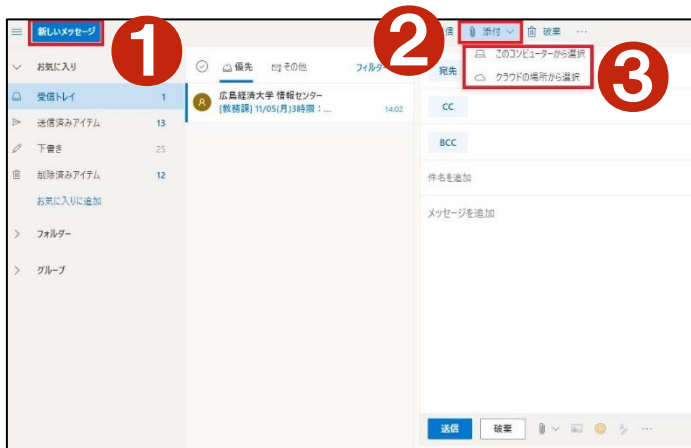 新しいメッセージ
1
お気に入り
受信トレイ 1
送信済みアイテム 13
下書き 25
削除済みアイテム 12
お気に入りに追加
フォルダー
グループ
優先 その他 フィルター
広島経済大学 情報センター
[教務課] 11/05(月)3時限：... 14:02
2
信 添付 破棄 ...
このコンピューターから選択
クラウドの場所から選択
3
宛先
CC
BCC
件名を追加
メッセージを追加
送信 破棄 ...